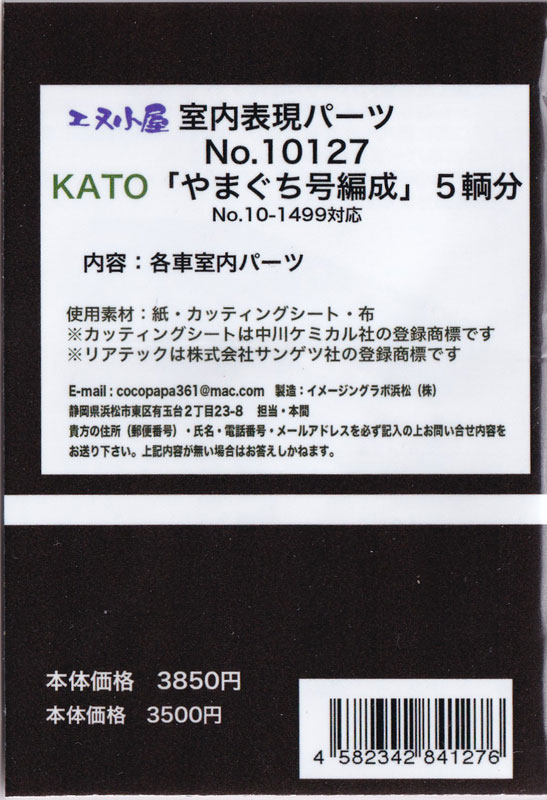 エヌ小屋 室内表現パーツ
No.10127
KATO「やまぐち号編成」５輌分
No.10-1499対応
内容：各車室内パーツ
使用素材：紙・カッティングシート・布
※カッティングシートは中川ケミカル社の登録商標です
※リアテックは株式会社サンゲツ社の登録商標です
E-mail : cocopapa361@mac.com 製造：イメージングラボ浜松（株）
静岡県浜松市東区有玉台２丁目23-8 担当・本間
貴方の住所（郵便番号）・氏名・電話番号・メールアドレスを必ず記入の上お問い合せ内容を
お送り下さい。上記内容が無い場合はお答えしかねます。
本体価格 3850円
本体価格 3500円
4 582342 841276